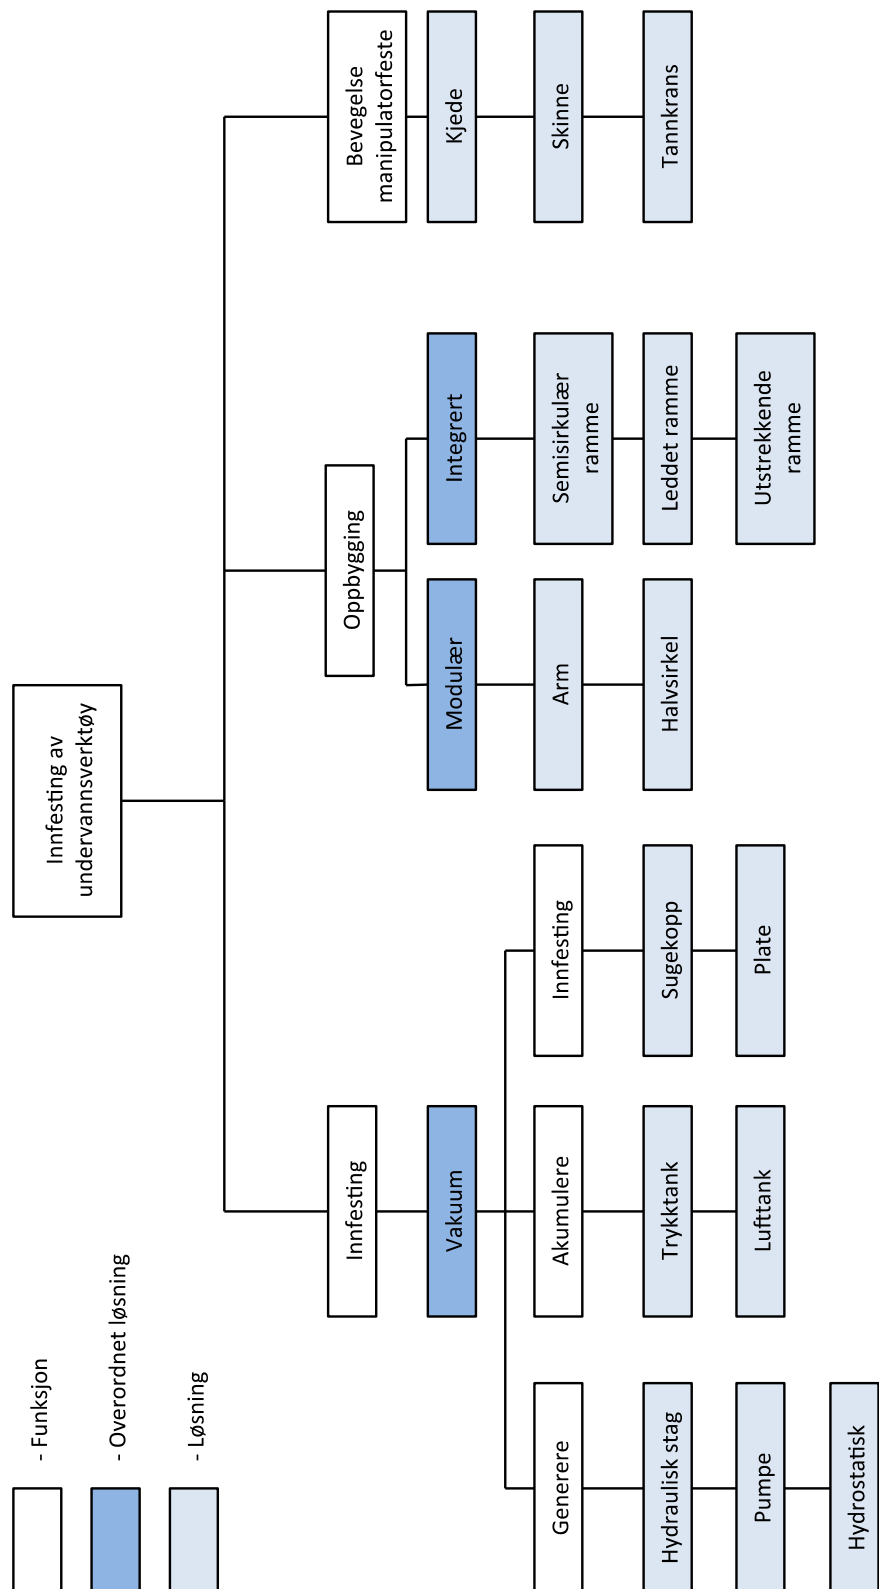 - Funksjon
- Overordnet løsning
- Løsning
Innfesting av
undervannsverktøy
Innfesting
Vakuum
Generere
Hydraulisk stag
Pumpe
Hydrostatisk
Akumulere
Trykktank
Lufttank
Innfesting
Sugekopp
Plate
Oppbygging
Modulær
Arm
Halvsirkel
Integrert
Semisirkulær
ramme
Leddet ramme
Utstrekkende
ramme
Bevegelse
manipulatorfeste
Kjede
Skinne
Tannkrans